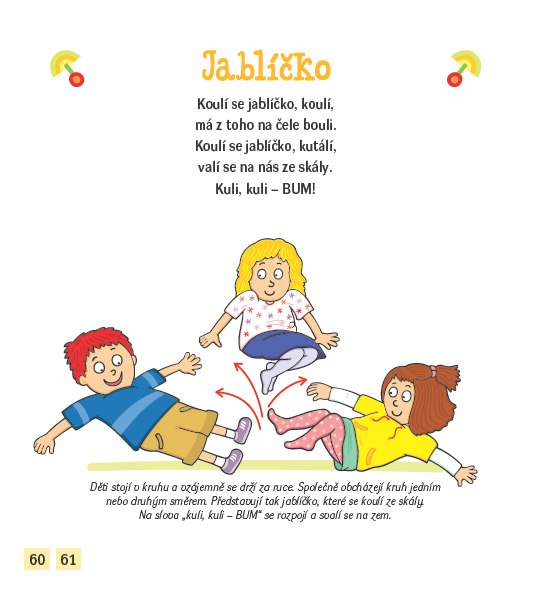 Jablíčko
Koulí se jablíčko, koulí,
má z toho na čele bouli.
Koulí se jablíčko, kutálí,
valí se na nás ze skály.
Kuli, kuli – BUM!
Děti stojí v kruhu a vzájemně se drží za ruce. Společně obcházejí kruh jedním
nebo druhým směrem. Představují tak jablíčko, které se koulí ze skály.
Na slova „kuli, kuli – BUM“ se rozpojí a svalí se na zem.
60 61